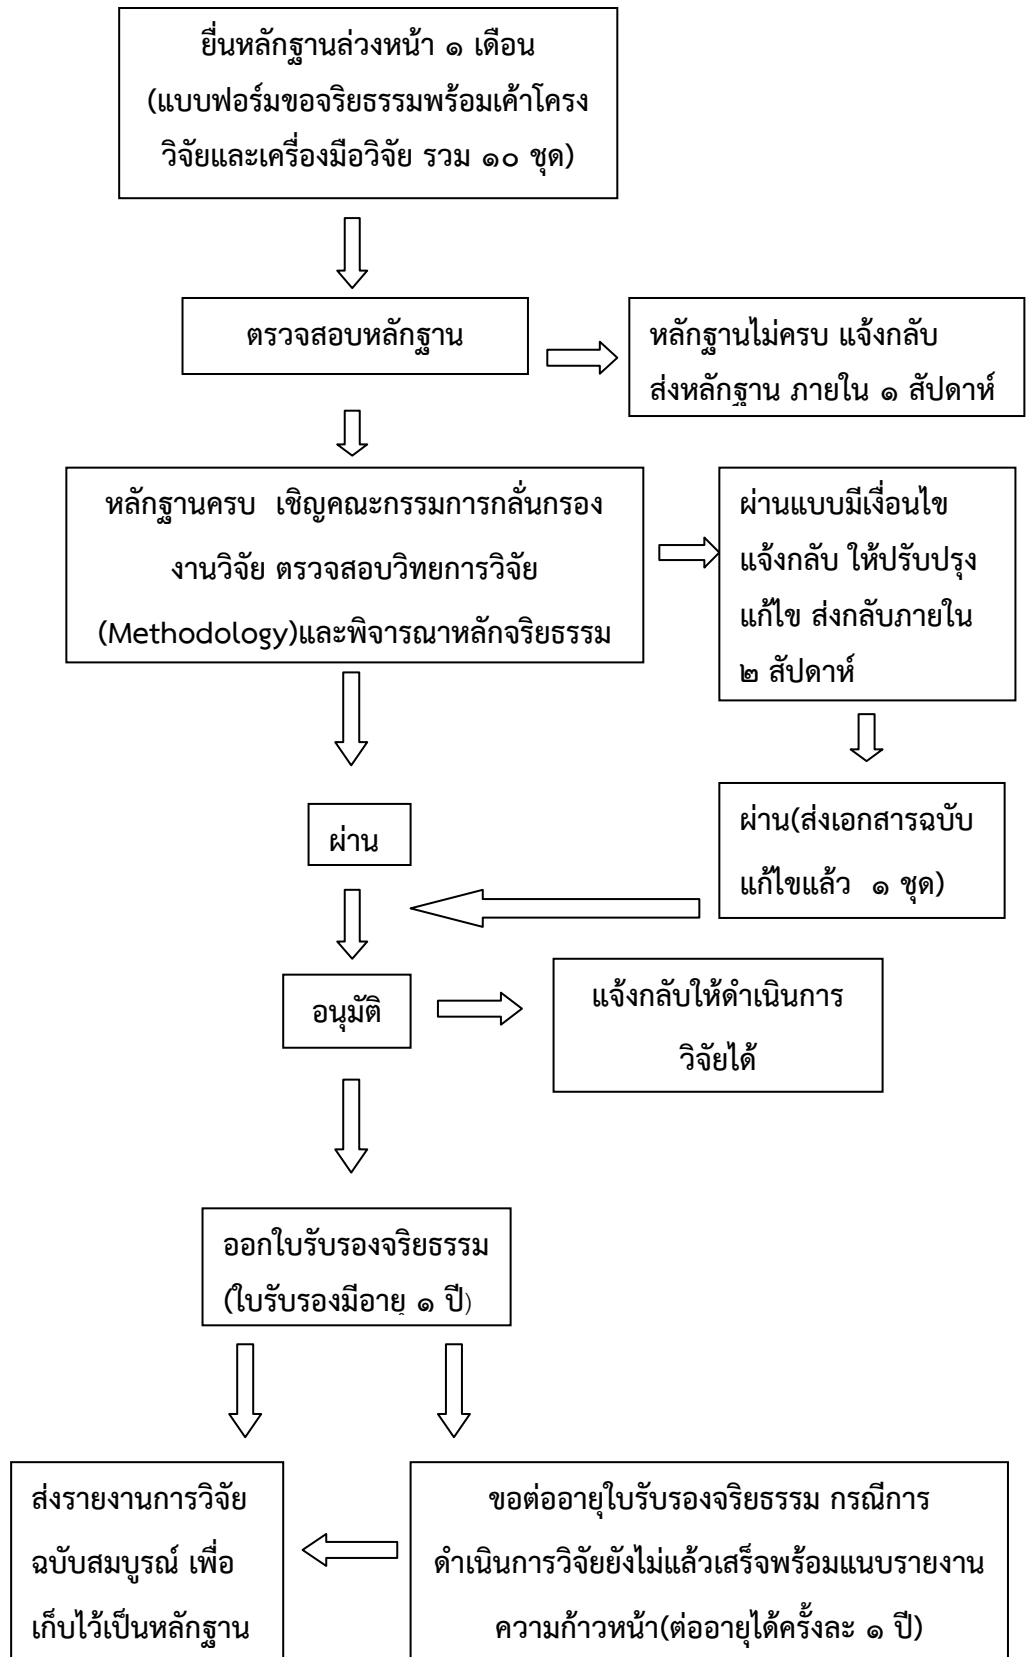 ยื่นหลักฐานล่วงหน้า ๑ เดือน
(แบบฟอร์มขอจริยธรรมพร้อมเค้าโครง
วิจัยและเครื่องมือวิจัย รวม ๑๐ ชุด)
ตรวจสอบหลักฐาน
หลักฐานไม่ครบ แจ้งกลับ
ส่งหลักฐาน ภายใน ๑ สัปดาห์
หลักฐานครบ เชิญคณะกรรมการกลั่นกรอง
งานวิจัย ตรวจสอบวิทยการวิจัย
(Methodology)และพิจารณาหลักจริยธรรม
ผ่านแบบมีเงื่อนไข
แจ้งกลับ ให้ปรับปรุง
แก้ไข ส่งกลับภายใน
๒ สัปดาห์
ผ่าน
ผ่าน(ส่งเอกสารฉบับ
แก้ไขแล้ว ๑ ชุด)
อนุมัติ
แจ้งกลับให้ดำเนินการ
วิจัยได้
ออกใบรับรองจริยธรรม
(ใบรับรองมีอายุ ๑ ปี)
ส่งรายงานการวิจัย
ฉบับสมบูรณ์ เพื่อ
เก็บไว้เป็นหลักฐาน
ขอต่ออายุใบรับรองจริยธรรม กรณีการ
ดำเนินการวิจัยยังไม่แล้วเสร็จพร้อมแนบรายงาน
ความก้าวหน้า(ต่ออายุได้ครั้งละ ๑ ปี)